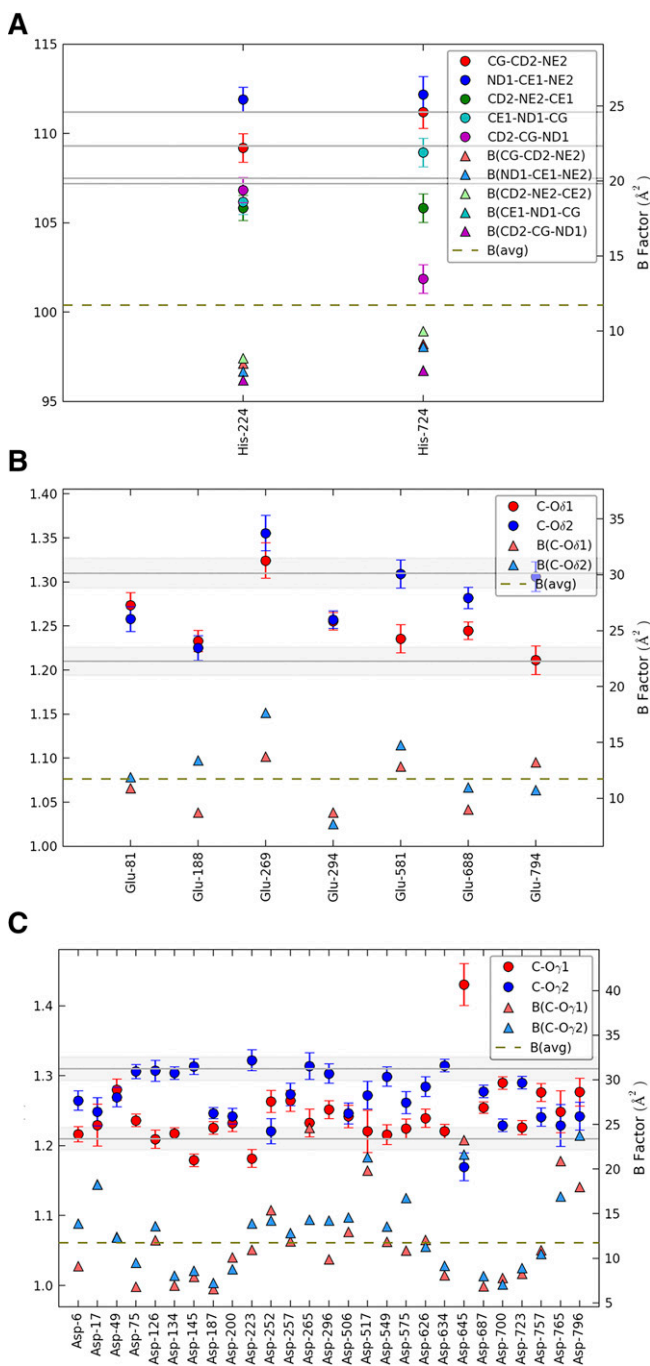 A
115
110
105
100
95
CG-CD2-NE2
ND1-CE1-NE2
CD2-NE2-CE1
CE1-ND1-CG
CD2-CG-ND1
B(CG-CD2-NE2)
B(ND1-CE1-NE2)
B(CD2-NE2-CE2)
B(CE1-ND1-CG
B(CD2-CG-ND1)
B(avg)
25
20
15
10
B Factor (Å²)
His-224
His-724
B
1.40
1.35
1.30
1.25
1.20
1.15
1.10
1.05
1.00
C-Oδ1
C-Oδ2
B(C-Oδ1)
B(C-Oδ2)
B(avg)
35
30
25
20
15
10
B Factor (Å²)
Glu-81
Glu-188
Glu-269
Glu-294
Glu-581
Glu-688
Glu-794
C
1.4
1.3
1.2
1.1
1.0
C-Oγ1
C-Oγ2
B(C-Oγ1)
B(C-Oγ2)
B(avg)
40
35
30
25
20
15
10
5
B Factor (Å²)
Asp-6
Asp-17
Asp-49
Asp-75
Asp-126
Asp-134
Asp-145
Asp-187
Asp-200
Asp-223
Asp-252
Asp-257
Asp-265
Asp-296
Asp-506
Asp-517
Asp-549
Asp-575
Asp-626
Asp-634
Asp-645
Asp-687
Asp-700
Asp-723
Asp-757
Asp-765
Asp-796